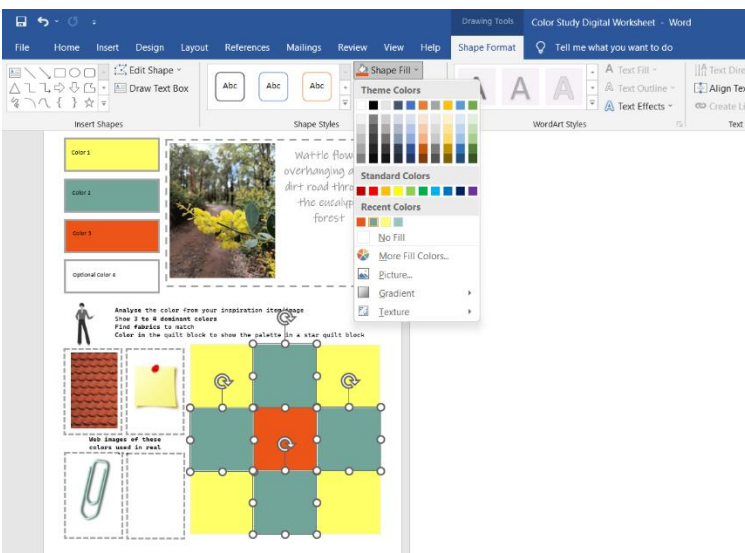 Drawing Tools
Color Study Digital Worksheet - Word
File Home Insert Design Layout References Mailings Review View Help Shape Format Tell me what you want to do
Edit Shape
Draw Text Box
Insert Shapes
Abc Abc Abc
Shape Styles
Shape Fill
Theme Colors
Standard Colors
Recent Colors
No Fill
More Fill Colors...
Picture...
Gradient
Texture
A A A
WordArt Styles
Text Fill
Text Outline
Text Effects
Text Dire
Align Tex
Create Li
Text
Color 1
Color 2
Color 3
Optional Color 4
Wattle flow
overhanging a
dirt road thro
the eucalyp
forest
Analyse the color from your inspiration item/image
Show 3 to 4 dominant colors
Find fabrics to match
Color in the quilt block to show the palette in a star quilt block
Web images of these
colors used in real